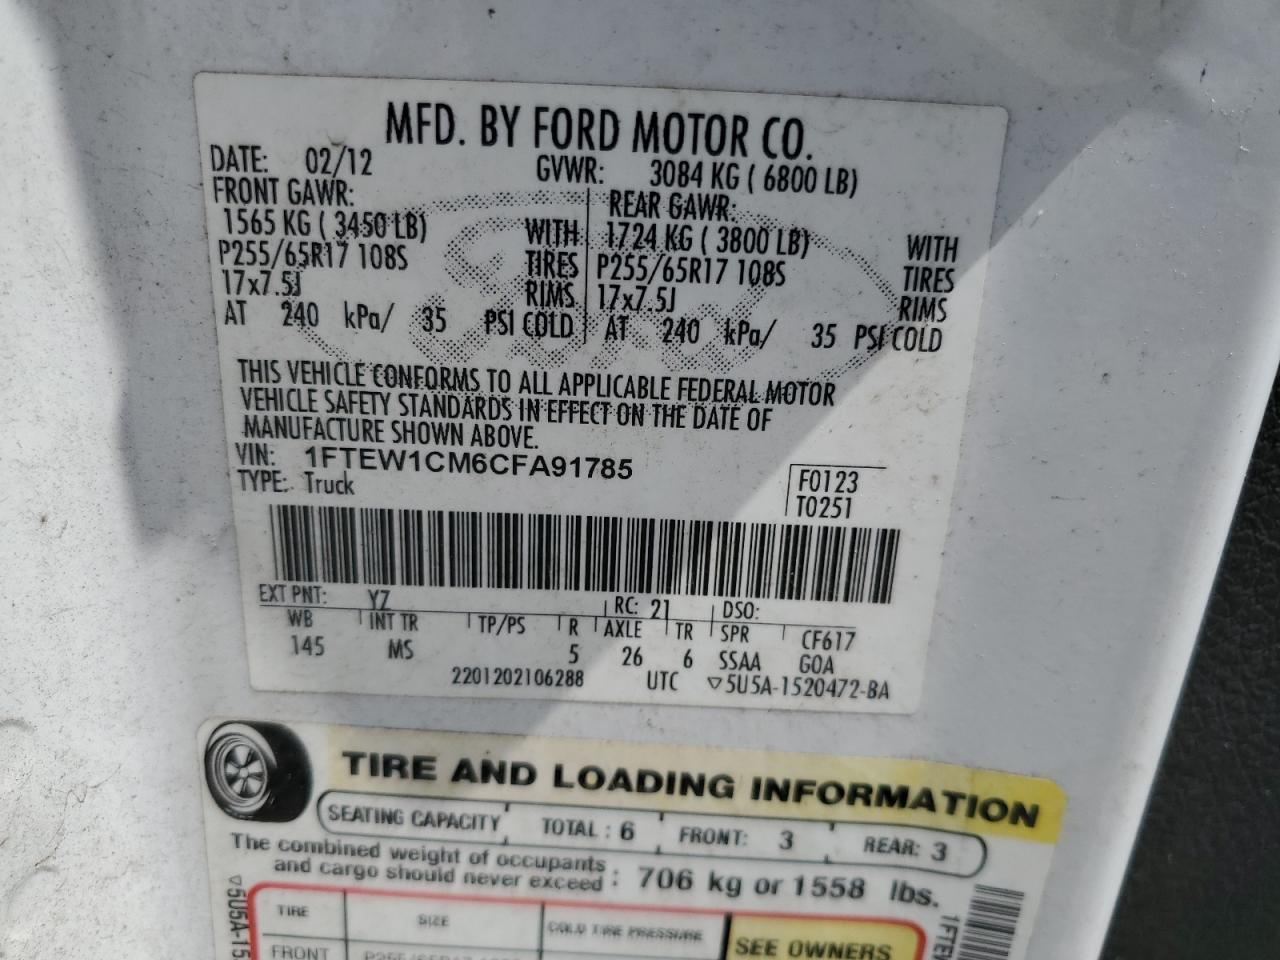 MFD. BY FORD MOTOR CO.
DATE: 02/12 GVWR: 3084 KG ( 6800 LB)
FRONT GAWR: REAR GAWR:
1565 KG ( 3450 LB) WITH 1724 KG ( 3800 LB) WITH
P255/65R17 108S TIRES P255/65R17 108S TIRES
17x7.5J RIMS 17x7.5J RIMS
AT 240 kPa/ 35 PSI COLD AT 240 kPa/ 35 PSI COLD
THIS VEHICLE CONFORMS TO ALL APPLICABLE FEDERAL MOTOR
VEHICLE SAFETY STANDARDS IN EFFECT ON THE DATE OF
MANUFACTURE SHOWN ABOVE.
VIN: 1FTEW1CM6CFA91785
TYPE: Truck
F0123
T0251
EXT PNT: YZ RC: 21 DSO:
WB INT TR TP/PS R AXLE TR SPR CF617
145 MS 5 26 6 SSAA GOA
2201202106288 UTC ▽5U5A-1520472-BA
TIRE AND LOADING INFORMATION
SEATING CAPACITY TOTAL : 6 FRONT: 3 REAR: 3
The combined weight of occupants
and cargo should never exceed : 706 kg or 1558 lbs.
TIRE SIZE COLD TIRE PRESSURE SEE OWNERS
FRONT
▽5U5A-15
1FTEW